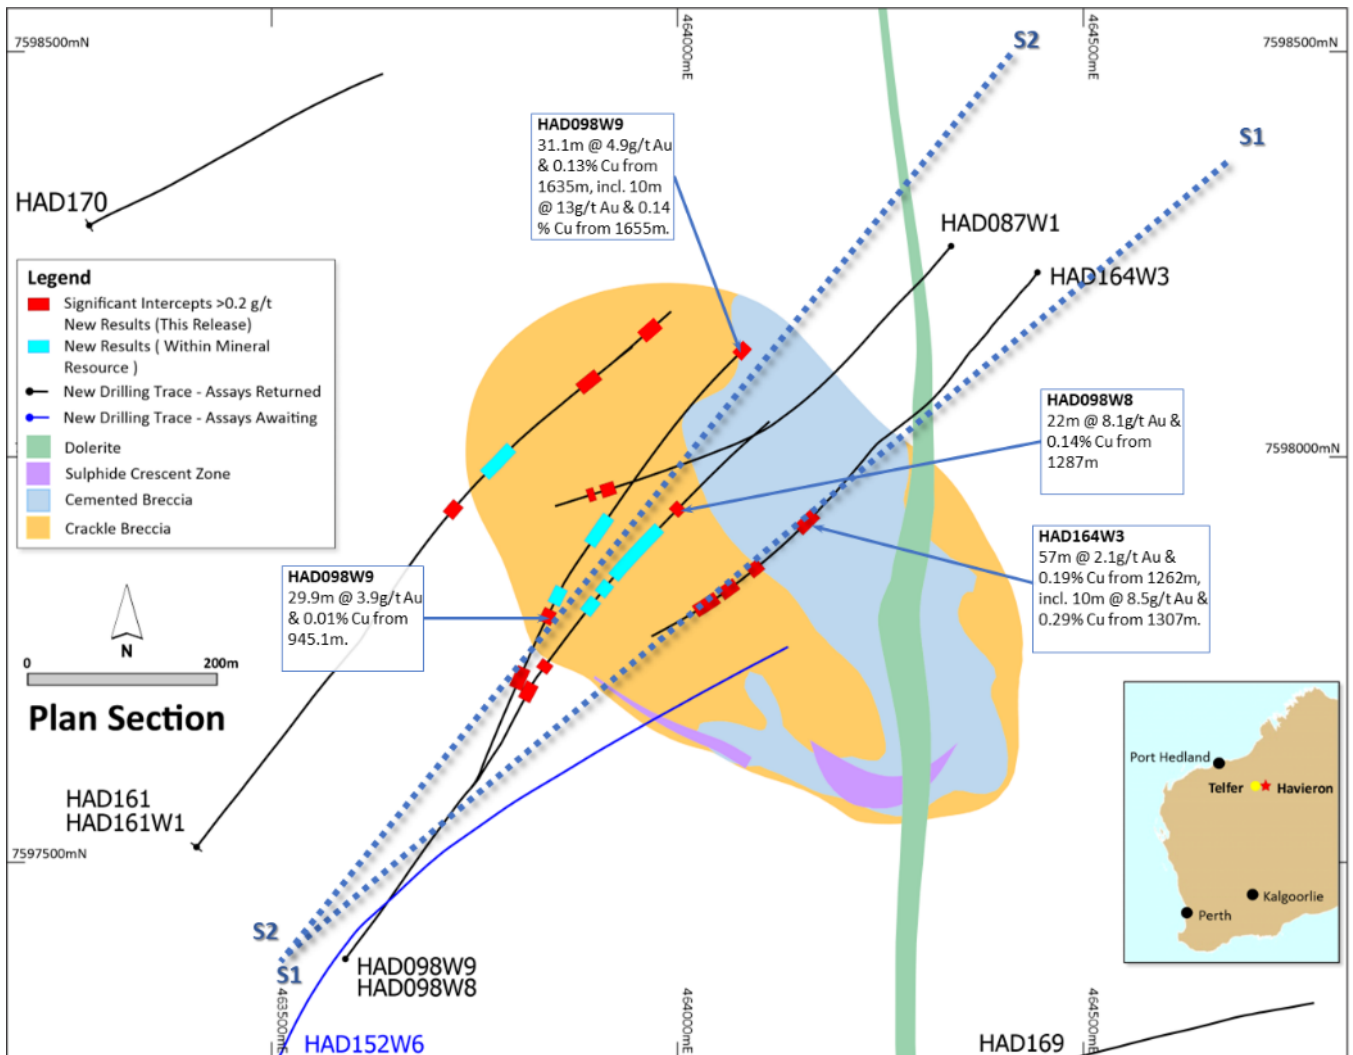 7598500mN
464000mE
464500mE
7598500mN
S2
S1
HAD098W9
31.1m @ 4.9g/t Au
& 0.13% Cu from
1635m, incl. 10m
@ 13g/t Au & 0.14
% Cu from 1655m.
HAD170
HAD087W1
HAD164W3
Legend
Significant Intercepts >0.2 g/t
New Results (This Release)
New Results ( Within Mineral
Resource )
New Drilling Trace - Assays Returned
New Drilling Trace - Assays Awaiting
Dolerite
Sulphide Crescent Zone
Cemented Breccia
Crackle Breccia
HAD098W8
22m @ 8.1g/t Au &
0.14% Cu from
1287m
7598000mN
HAD164W3
57m @ 2.1g/t Au &
0.19% Cu from 1262m,
incl. 10m @ 8.5g/t Au &
0.29% Cu from 1307m.
HAD098W9
29.9m @ 3.9g/t Au
& 0.01% Cu from
945.1m.
N
0 200m
Plan Section
HAD161
HAD161W1
7597500mN
Port Hedland
Telfer
Havieron
Kalgoorlie
Perth
S2
S1
HAD098W9
HAD098W8
463500mE
464000mE
464500mE
HAD152W6
HAD169